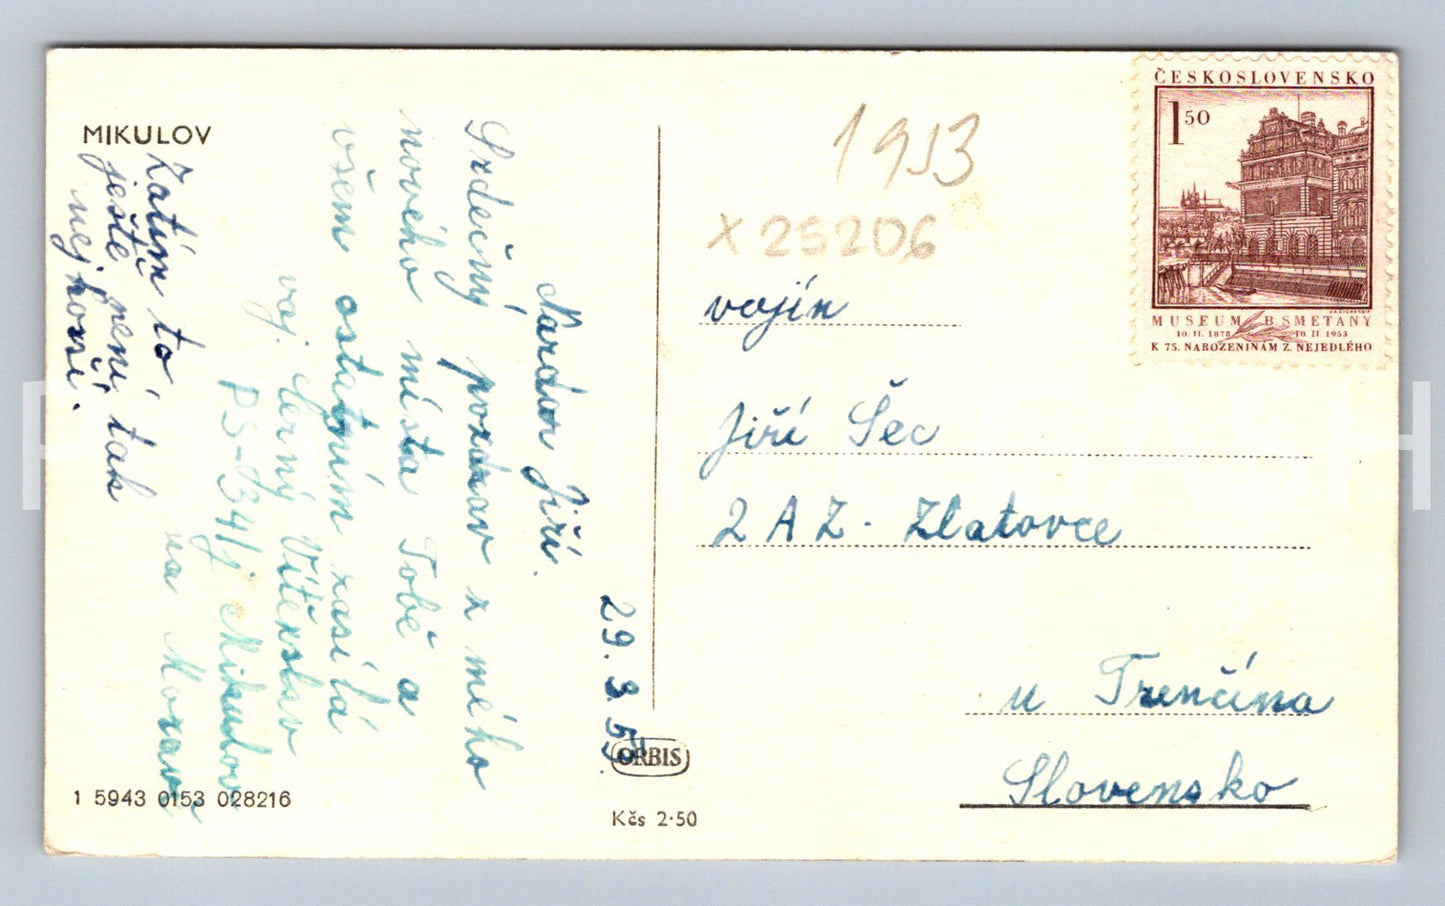 MIKULOV
29. 3. 53.
Nazdar Jiří.
Srdečný pozdrav z mého
nového místa Tobě a
všem ostatním zasílá
voj. Černý Vítězslav
PS-34/j Mikulov
na Moravě
Zatím to
ještě není tak
nejhorší.
1 5943 0153 028216
ORBIS
Kčs 2·50
1953
X 25206
ČESKOSLOVENSKO
1 50
MUSEUM B. SMETANY
10. II. 1878 10 II 1953
K 75. NAROZENINÁM Z. NEJEDLÉHO
vojín
Jiří Šec
2 A Z - Zlatovce
u Trenčína
Slovensko